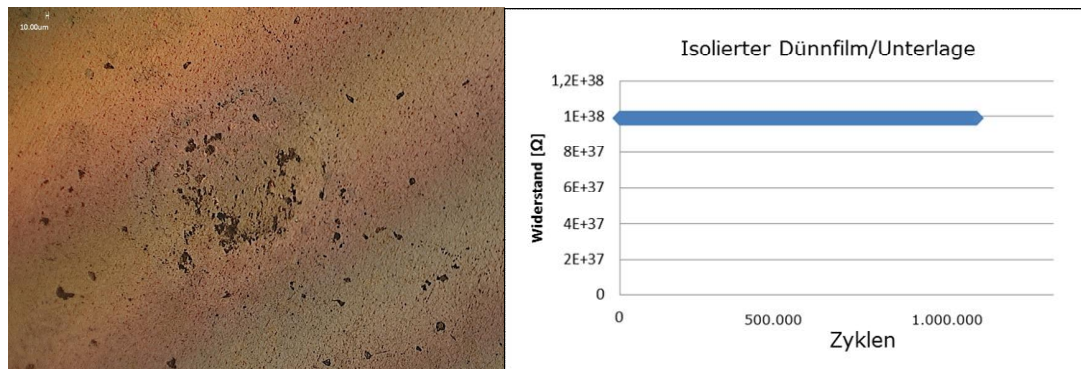 10.00um
Isolierter Dünnfilm/Unterlage
Widerstand [Ω]
1,2E+38
1E+38
8E+37
6E+37
4E+37
2E+37
0
0
500.000
1.000.000
Zyklen